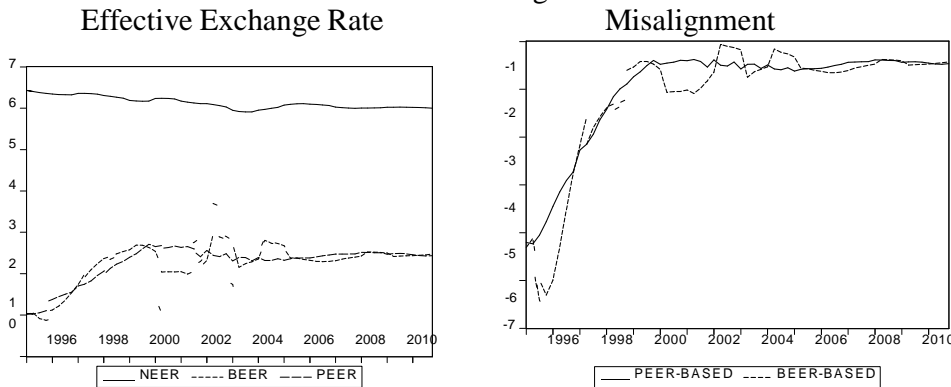 Effective Exchange Rate
7
6
5
4
3
2
1
0
1996 1998 2000 2002 2004 2006 2008 2010
NEER BEER PEER
Misalignment
-1
-2
-3
-4
-5
-6
-7
1996 1998 2000 2002 2004 2006 2008 2010
PEER-BASED BEER-BASED